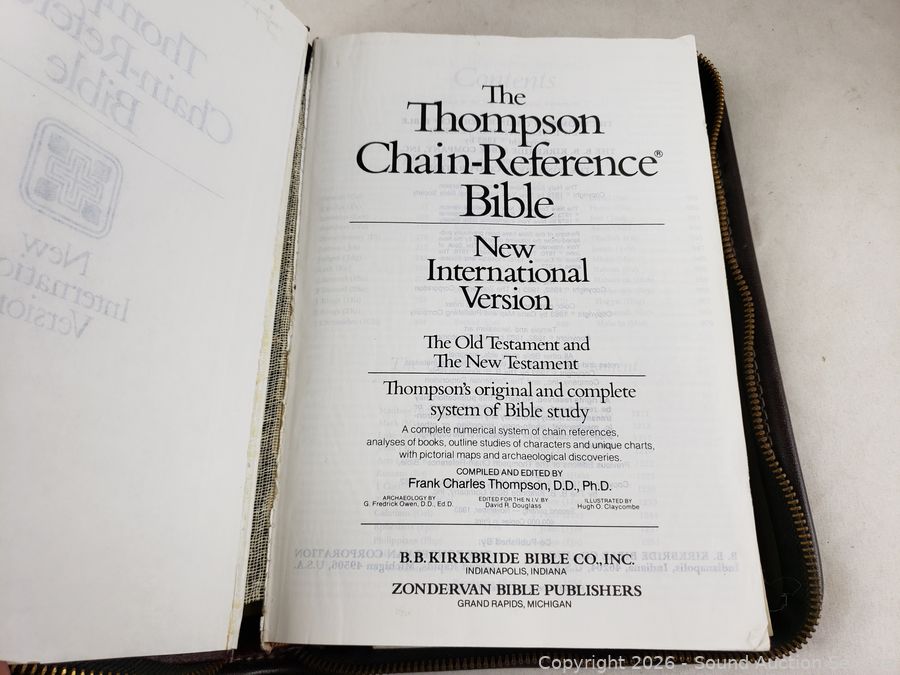 The
Thompson
Chain-Reference®
Bible
New
International
Version
The Old Testament and
The New Testament
Thompson's original and complete
system of Bible study
A complete numerical system of chain references,
analyses of books, outline studies of characters and unique charts,
with pictorial maps and archaeological discoveries.
COMPILED AND EDITED BY
Frank Charles Thompson, D.D., Ph.D.
ARCHAEOLOGY BY
G. Fredrick Owen, D.D., Ed.D.
EDITED FOR THE N.I.V. BY
David R. Douglass
ILLUSTRATED BY
Hugh O. Claycombe
B.B. KIRKBRIDE BIBLE CO., INC.
INDIANAPOLIS, INDIANA
ZONDERVAN BIBLE PUBLISHERS
GRAND RAPIDS, MICHIGAN
Copyright 2026 - Sound Auction